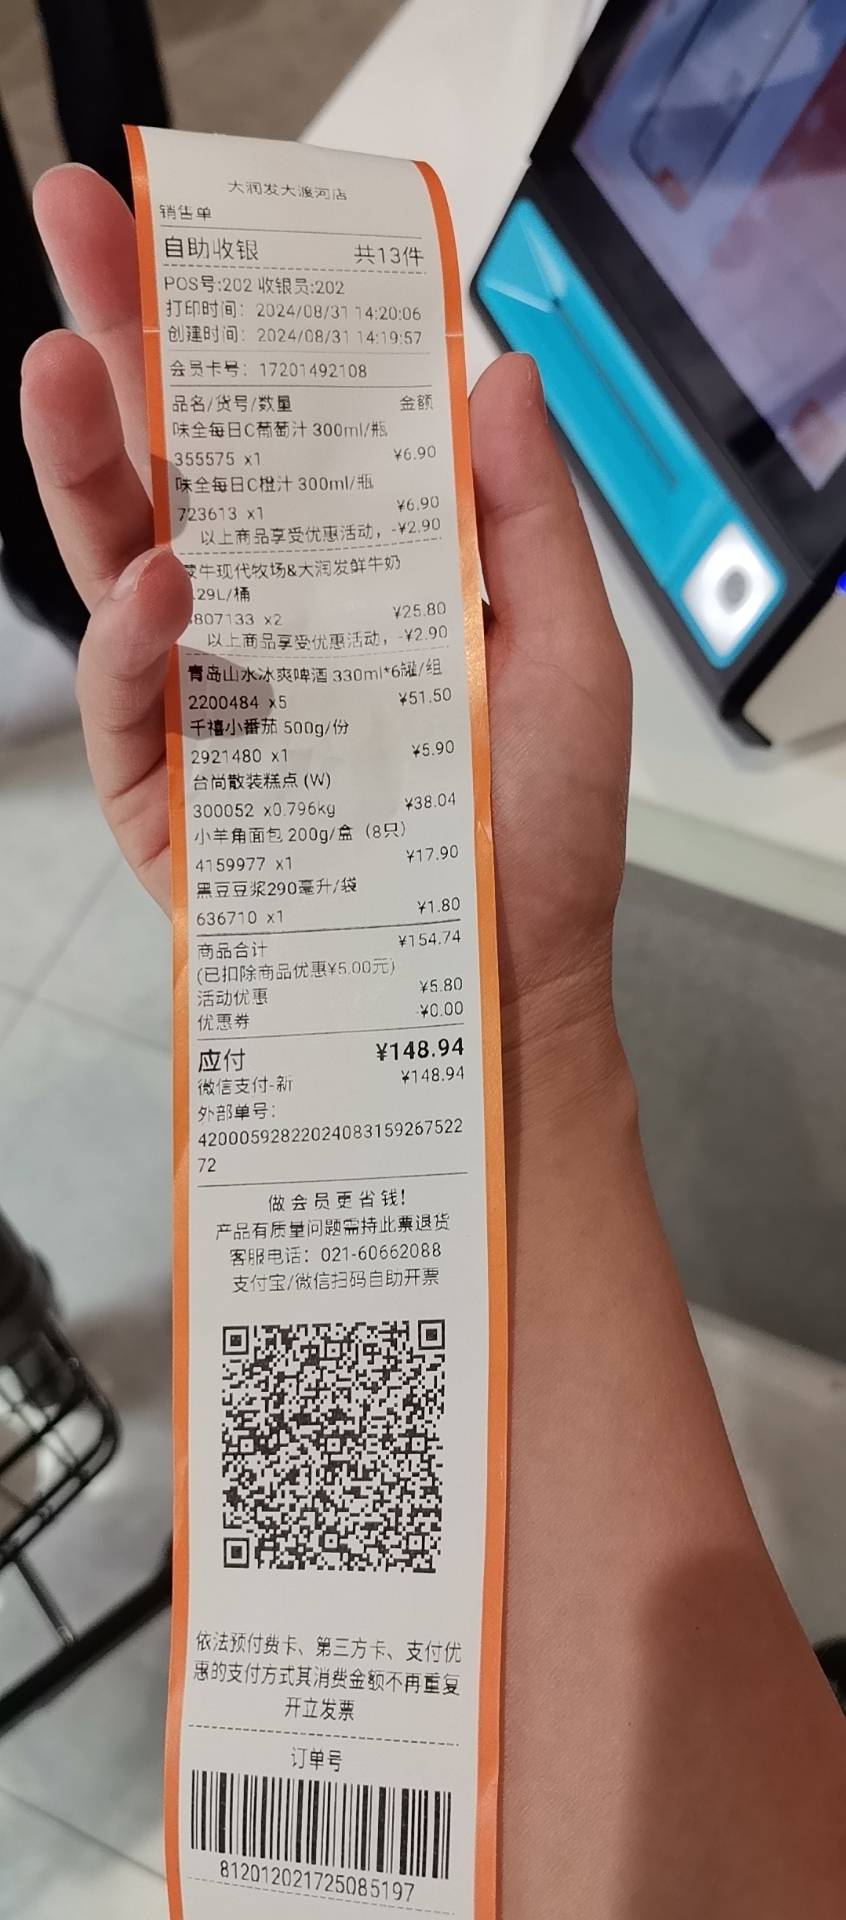 大润发大渡河店
销售单
自助收银 共13件
POS号:202 收银员:202
打印时间: 2024/08/31 14:20:06
创建时间: 2024/08/31 14:19:57
会员卡号: 17201492108
品名/货号/数量 金额
味全每日C葡萄汁 300ml/瓶
355575 x1 ¥6.90
味全每日C橙汁 300ml/瓶
723613 x1 ¥6.90
以上商品享受优惠活动, -¥2.90
蒙牛现代牧场&大润发鲜牛奶
.29L/桶
807133 x2 ¥25.80
以上商品享受优惠活动, -¥2.90
青岛山水冰爽啤酒 330ml*6罐/组
2200484 x5 ¥51.50
千禧小番茄 500g/份
2921480 x1 ¥5.90
台尚散装糕点 (W)
300052 x0.796kg ¥38.04
小羊角面包 200g/盒（8只）
4159977 x1 ¥17.90
黑豆豆浆290毫升/袋
636710 x1 ¥1.80
商品合计 ¥154.74
(已扣除商品优惠¥5.00元)
活动优惠 ¥5.80
优惠券 -¥0.00
应付 ¥148.94
微信支付-新 ¥148.94
外部单号:
42000592822024083159267522
72
做会员更省钱!
产品有质量问题需持此票退货
客服电话: 021-60662088
支付宝/微信扫码自助开票
依法预付费卡、第三方卡、支付优
惠的支付方式其消费金额不再重复
开立发票
订单号
812012021725085197